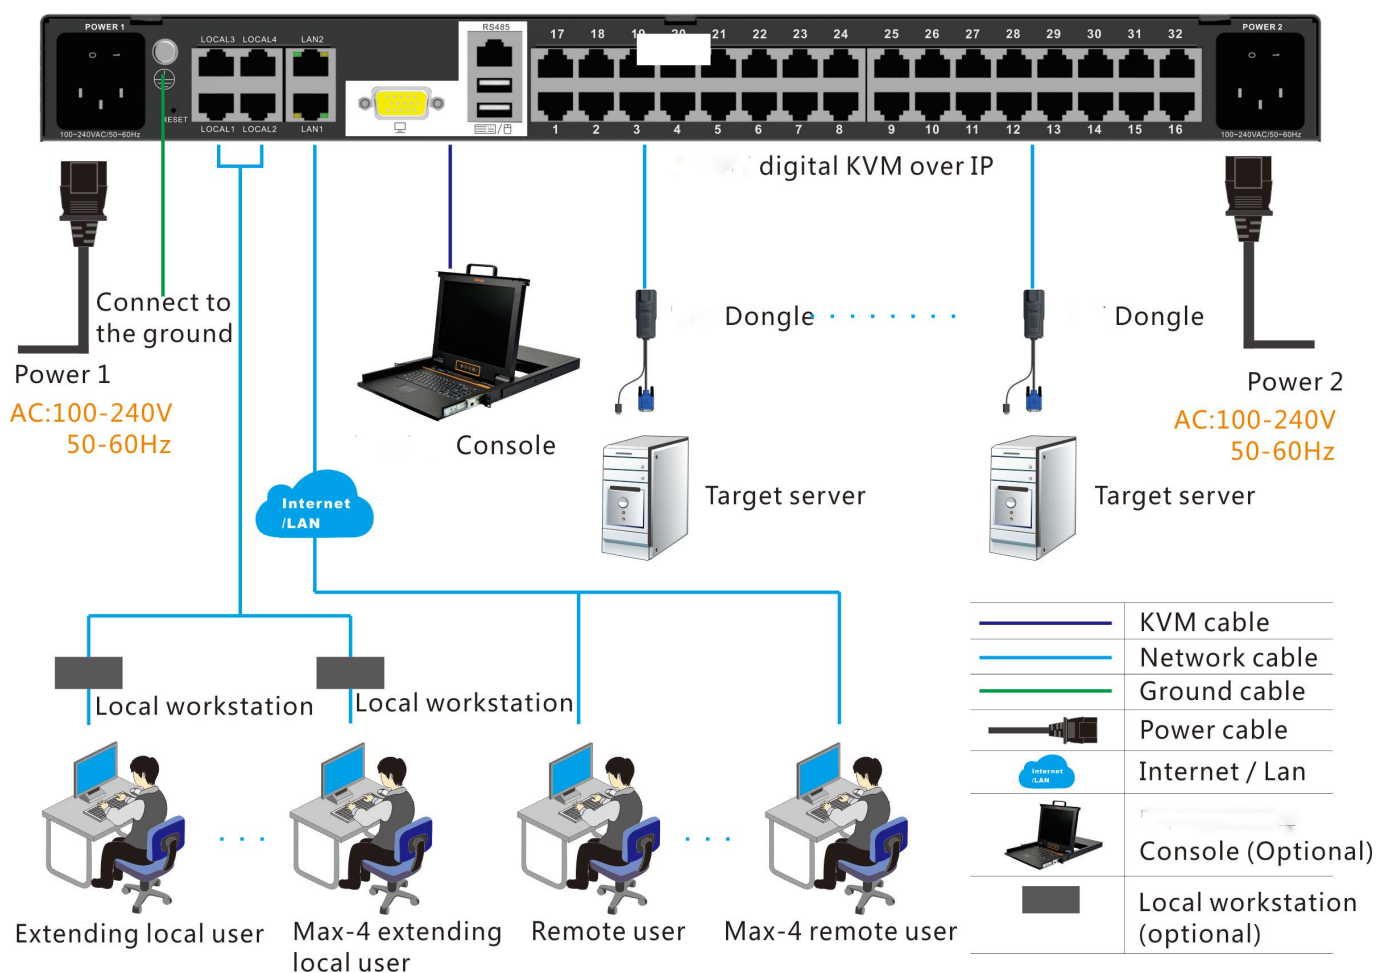 POWER 1
LOCAL3 LOCAL4
LAN2
RS485
17 18 19 20 21 22 23 24 25 26 27 28 29 30 31 32
POWER 2
RESET
100~240VAC/50~60Hz
LOCAL1 LOCAL2
LAN1
1 2 3 4 5 6 7 8 9 10 11 12 13 14 15 16
100~240VAC/50~60Hz
digital KVM over IP
Connect to
the ground
Power 1
AC:100-240V
50-60Hz
Console
Dongle
Dongle
Power 2
AC:100-240V
50-60Hz
Target server
Target server
Internet
/LAN
Local workstation
Local workstation
Extending local user
Max-4 extending
local user
Remote user
Max-4 remote user
KVM cable
Network cable
Ground cable
Power cable
Internet
/LAN
Internet / Lan
Console (Optional)
Local workstation
(optional)